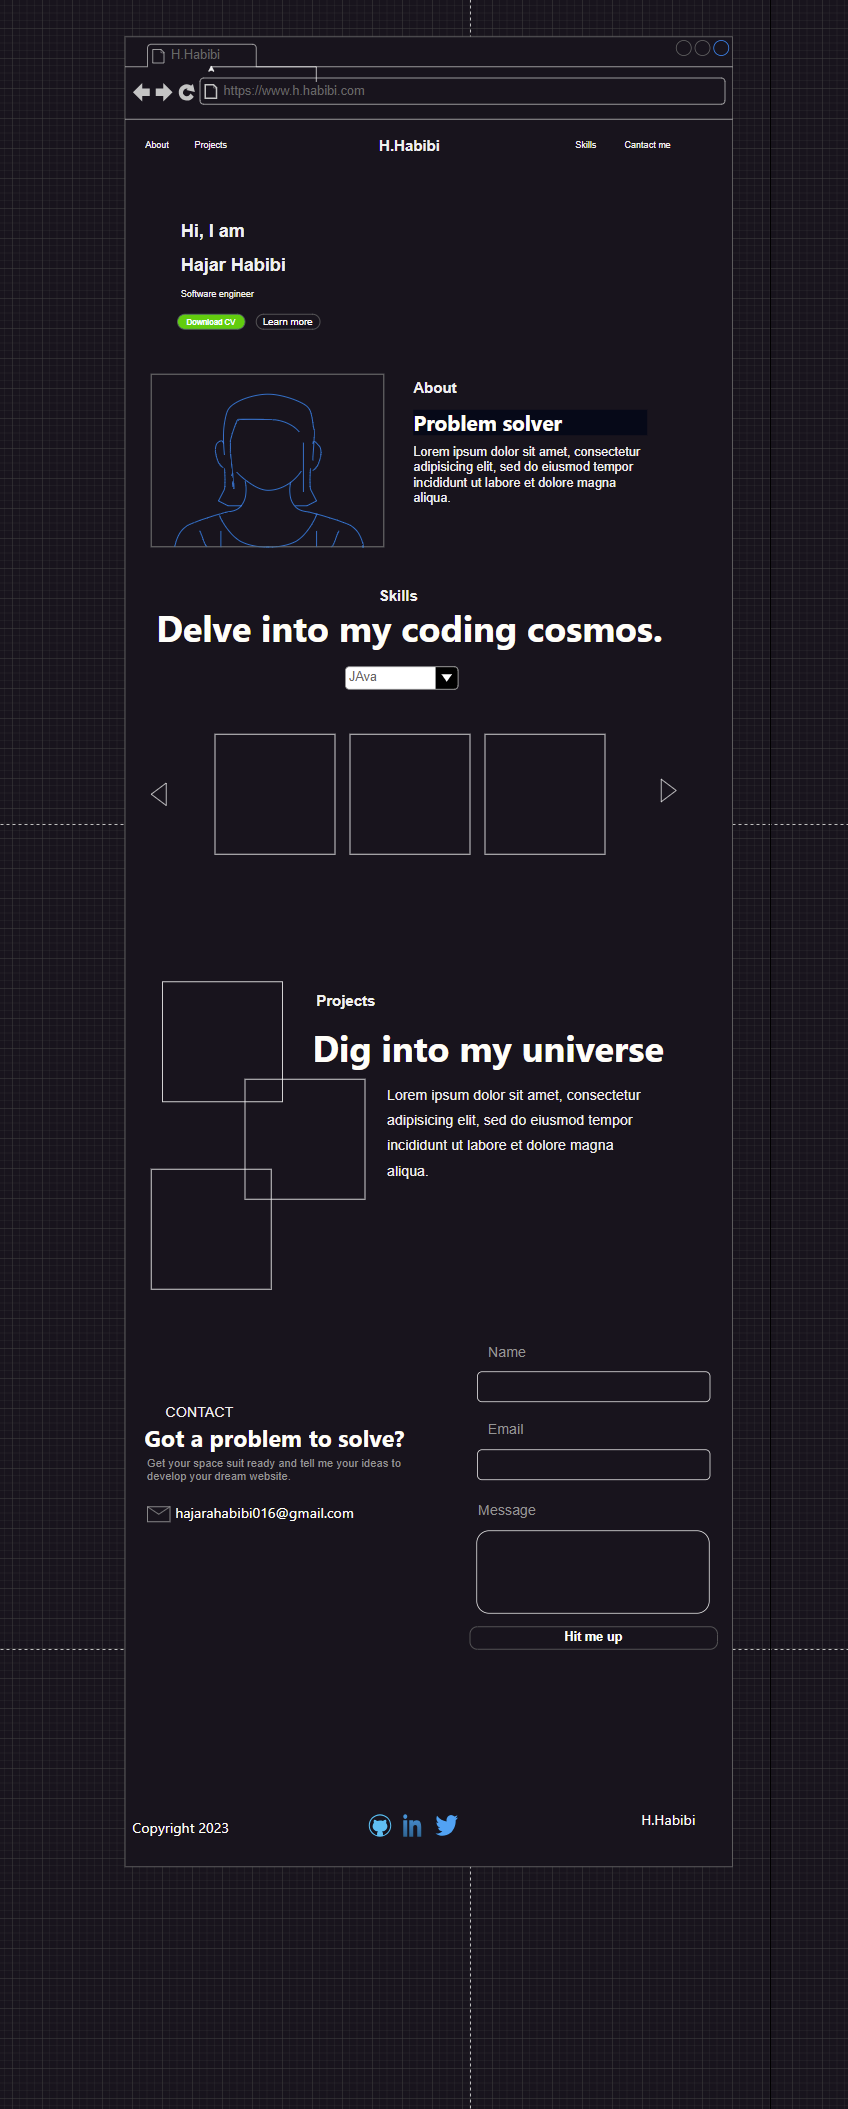 H.Habibi
https://www.h.habibi.com
About
Projects
H.Habibi
Skills
Cantact me
Hi, I am
Hajar Habibi
Software engineer
Download CV
Learn more
About
Problem solver
Lorem ipsum dolor sit amet, consectetur
adipisicing elit, sed do eiusmod tempor
incididunt ut labore et dolore magna
aliqua.
Skills
Delve into my coding cosmos.
JAva
Projects
Dig into my universe
Lorem ipsum dolor sit amet, consectetur
adipisicing elit, sed do eiusmod tempor
incididunt ut labore et dolore magna
aliqua.
CONTACT
Got a problem to solve?
Get your space suit ready and tell me your ideas to
develop your dream website.
hajarahabibi016@gmail.com
Name
Email
Message
Hit me up
Copyright 2023
in
H.Habibi